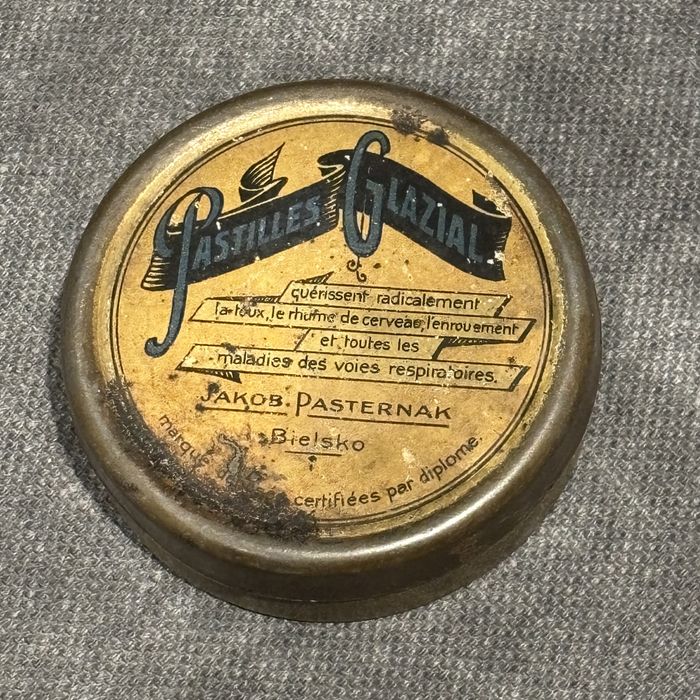 PASTILLES GLAZIAL
guérissent radicalement
la toux, le rhume de cerveau, l'enrouement
et toutes les
maladies des voies respiratoires.
JAKOB PASTERNAK
Bielsko
marque certifiées par diplome.